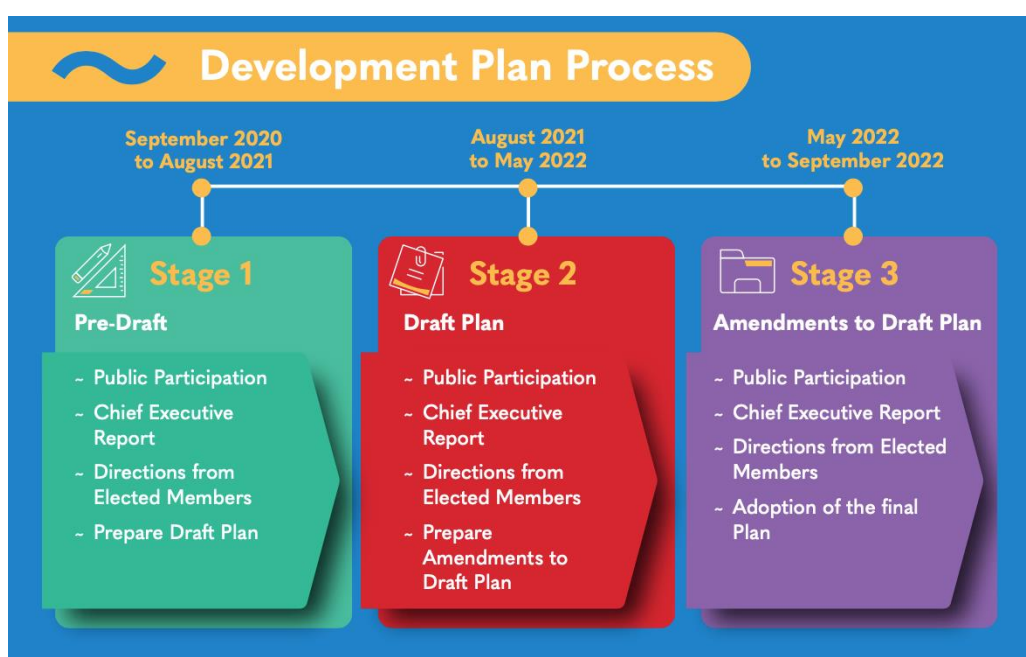 Development Plan Process
September 2020
to August 2021
August 2021
to May 2022
May 2022
to September 2022
Stage 1
Pre-Draft
~ Public Participation
~ Chief Executive
Report
~ Directions from
Elected Members
~ Prepare Draft Plan
Stage 2
Draft Plan
~ Public Participation
~ Chief Executive
Report
~ Directions from
Elected Members
~ Prepare
Amendments to
Draft Plan
Stage 3
Amendments to Draft Plan
~ Public Participation
~ Chief Executive Report
~ Directions from Elected
Members
~ Adoption of the final
Plan